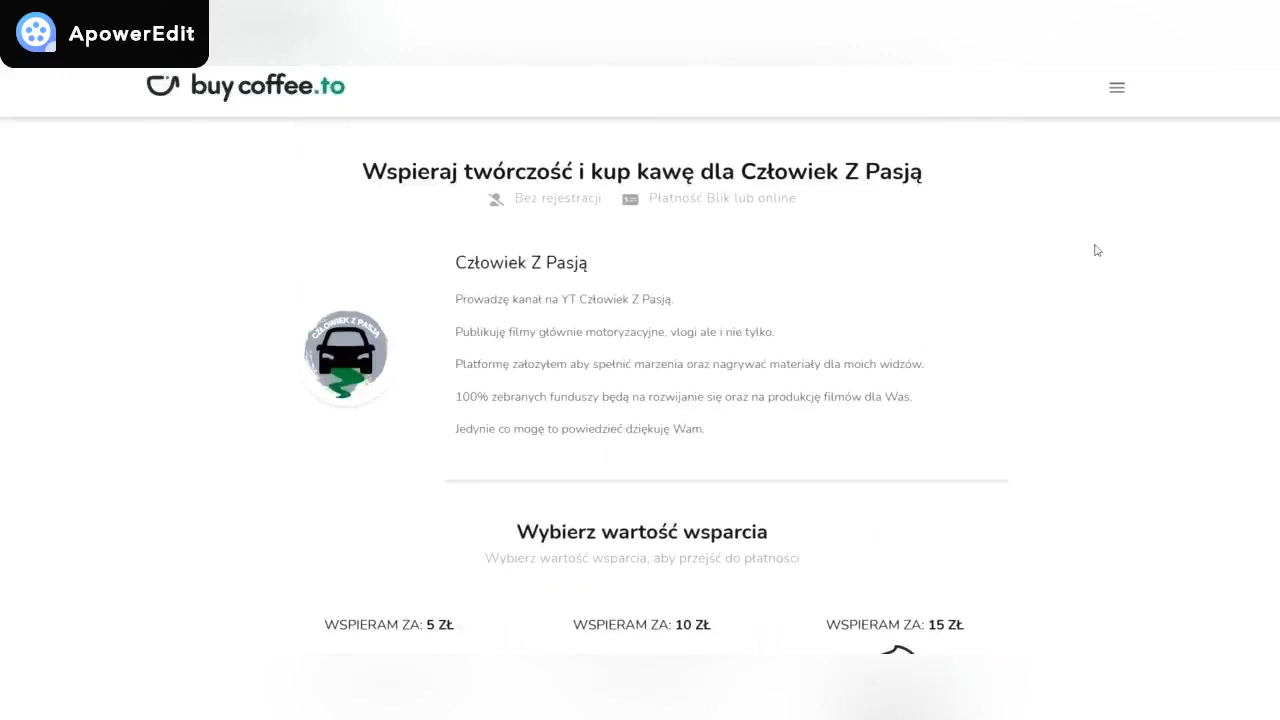 ApowerEdit
buycoffee.to
Wspieraj twórczość i kup kawę dla Człowiek Z Pasją
Bez rejestracji Płatność Blik lub online
Człowiek Z Pasją
Prowadzę kanał na YT Człowiek Z Pasją.
Publikuję filmy głównie motoryzacyjne, vlogi ale i nie tylko.
CZŁOWIEK Z PASJĄ
Platformę założyłem aby spełnić marzenia oraz nagrywać materiały dla moich widzów.
100% zebranych funduszy będą na rozwijanie się oraz na produkcję filmów dla Was.
Jedynie co mogę to powiedzieć dziękuję Wam.
Wybierz wartość wsparcia
Wybierz wartość wsparcia, aby przejść do płatności
WSPIERAM ZA: 5 ZŁ WSPIERAM ZA: 10 ZŁ WSPIERAM ZA: 15 ZŁ